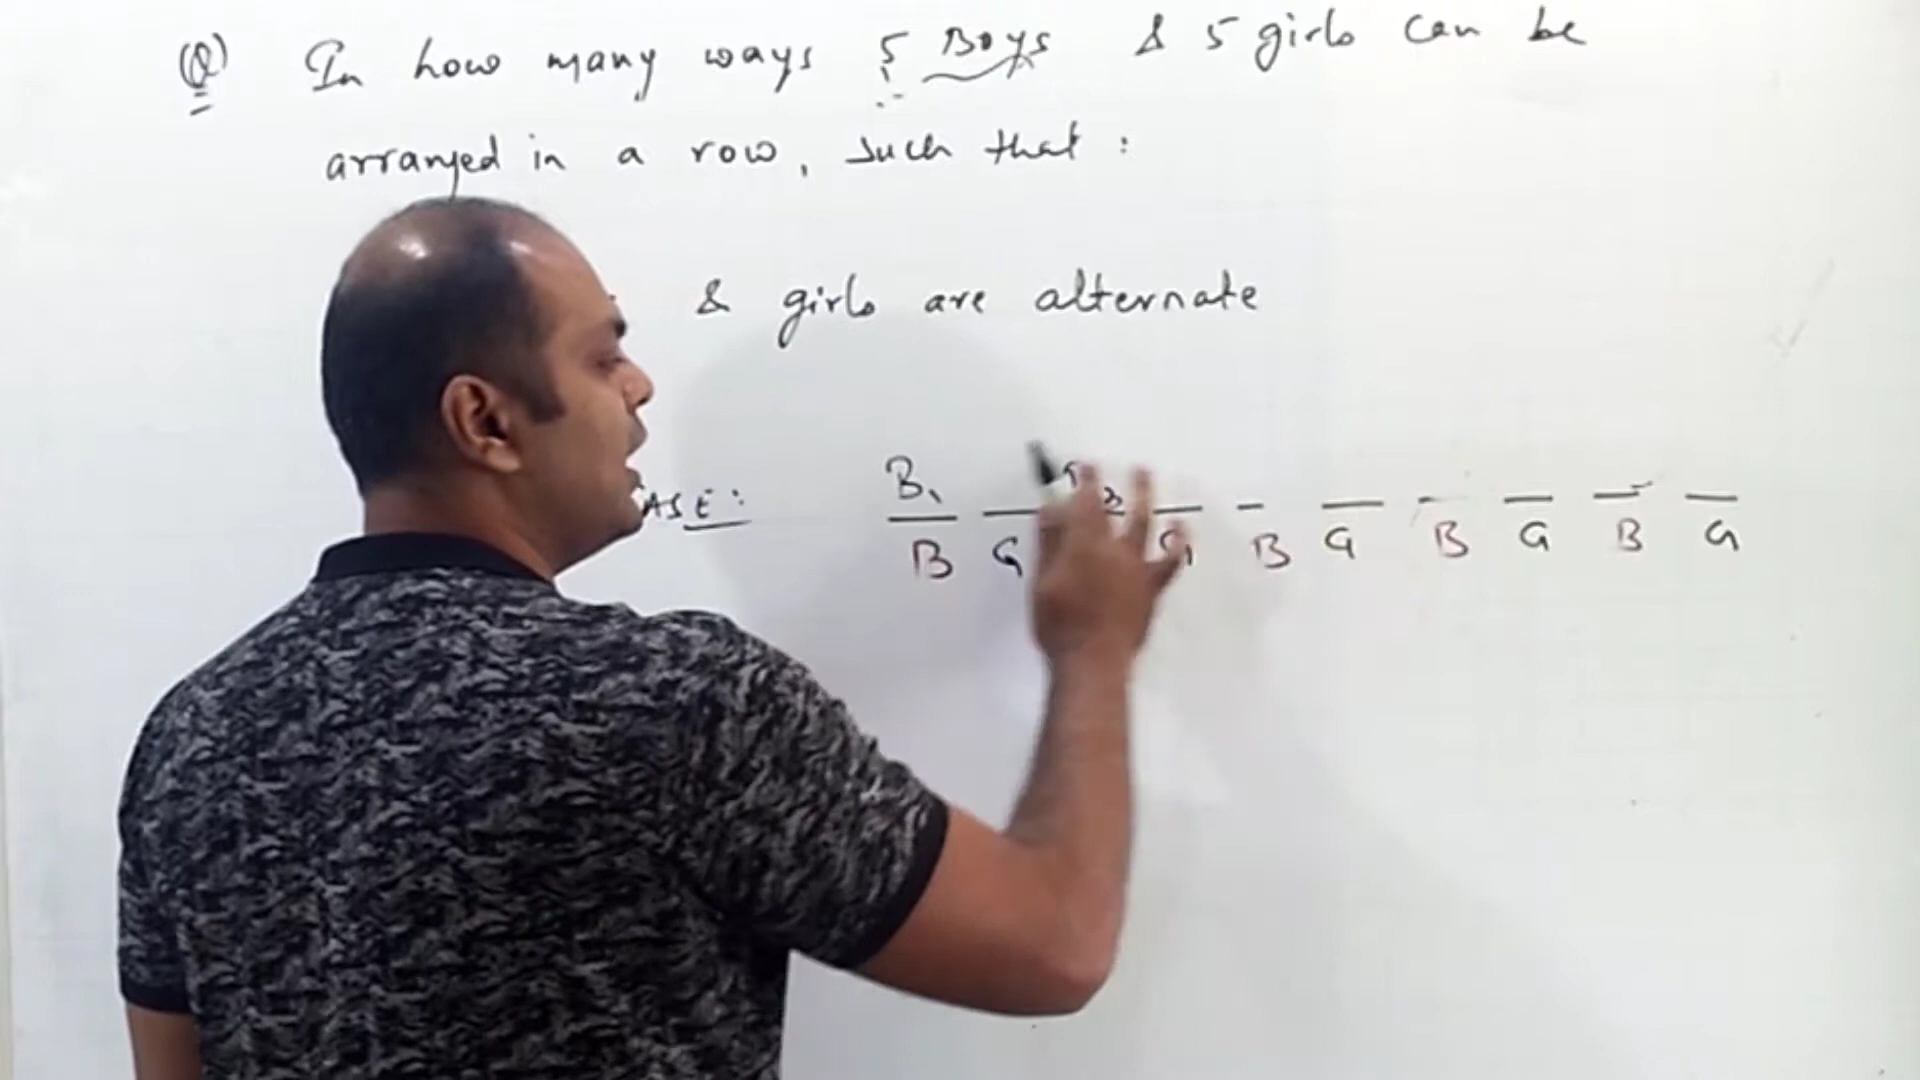 (Q) In how many ways 5 Boys & 5 girls can be
arranged in a row, such that :
& girls are alternate
ASE :
B₁
B G G B G B G B G